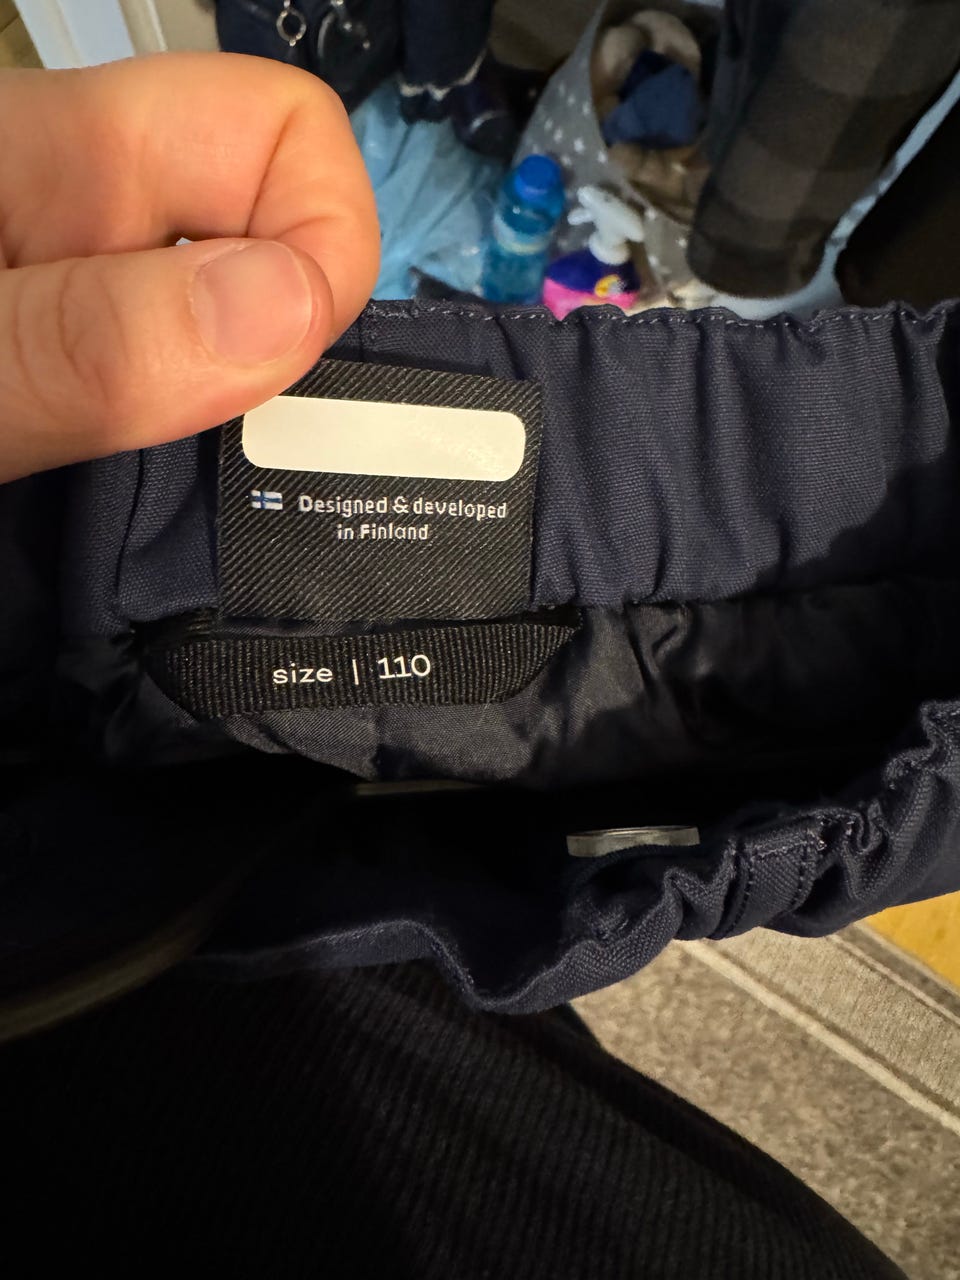 Designed & developed
in Finland
size | 110